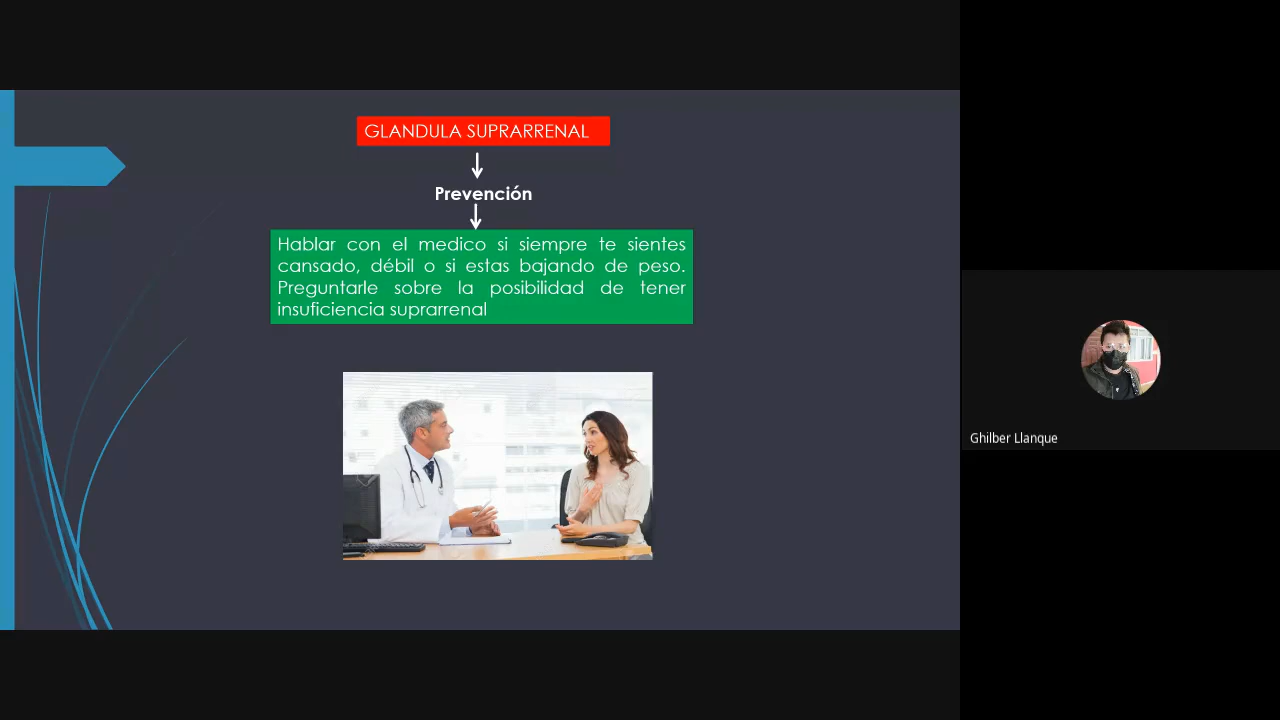 GLANDULA SUPRARRENAL
Prevención
Hablar con el medico si siempre te sientes
cansado, débil o si estas bajando de peso.
Preguntarle sobre la posibilidad de tener
insuficiencia suprarrenal
Ghilber Llanque